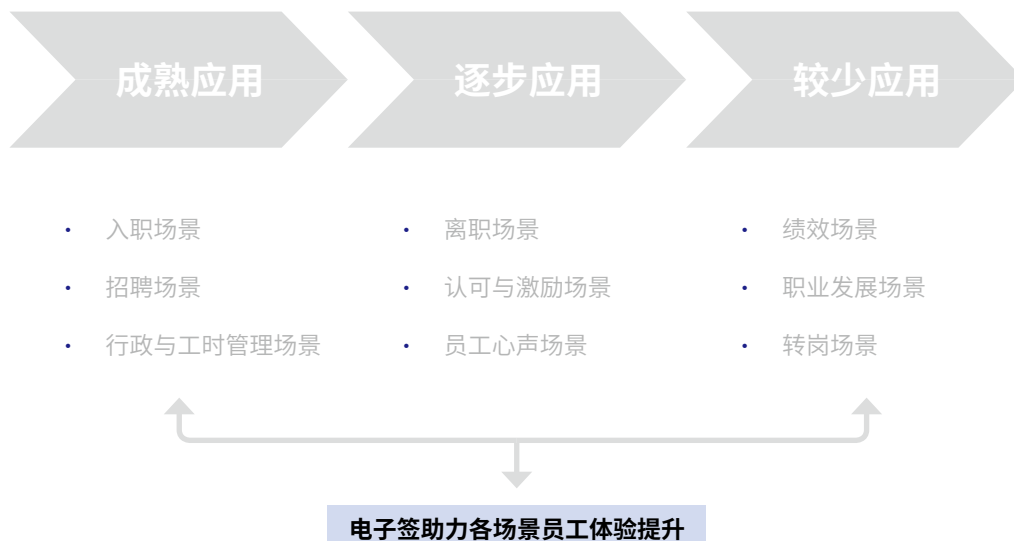 成熟应用
逐步应用
较少应用
• 入职场景
• 招聘场景
• 行政与工时管理场景
• 离职场景
• 认可与激励场景
• 员工心声场景
• 绩效场景
• 职业发展场景
• 转岗场景
电子签助力各场景员工体验提升